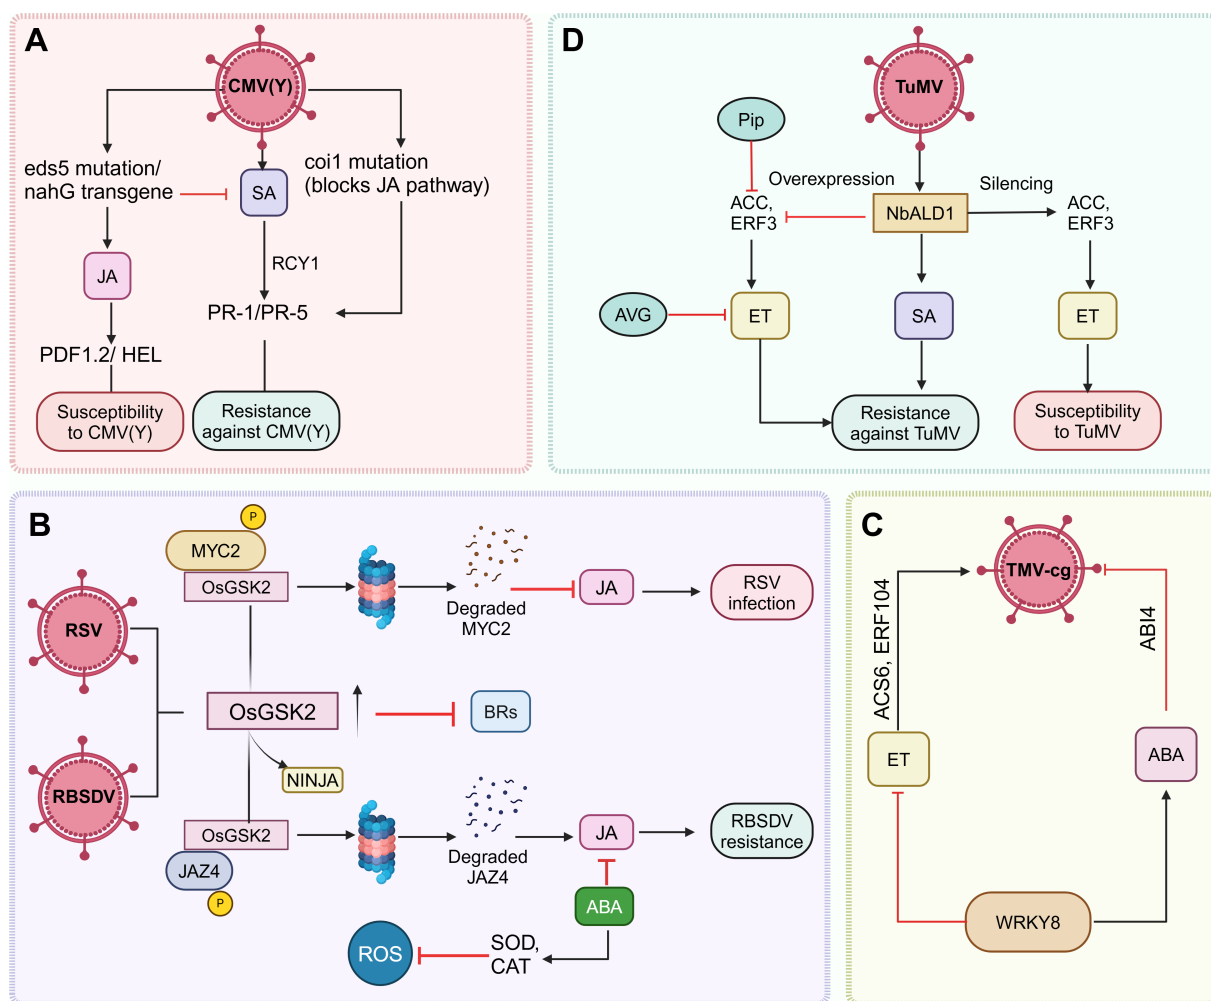 A
CMV(Y)
eds5 mutation/
nahG transgene
SA
coi1 mutation
(blocks JA pathway)
JA
RCY1
PR-1/PR-5
PDF1.2/ HEL
Susceptibility
to CMV(Y)
Resistance
against CMV(Y)
D
TuMV
Pip
Overexpression
Silencing
ACC,
ERF3
NbALD1
ACC,
ERF3
AVG
ET
SA
ET
Resistance
against TuMV
Susceptibility
to TuMV
B
P
MYC2
OsGSK2
Degraded
MYC2
JA
RSV
infection
RSV
OsGSK2
BRs
NINJA
RBSDV
OsGSK2
JAZ4
P
Degraded
JAZ4
JA
RBSDV
resistance
ABA
ROS
SOD,
CAT
C
TMV-cg
ACS6, ERF104
ABI4
ET
ABA
WRKY8